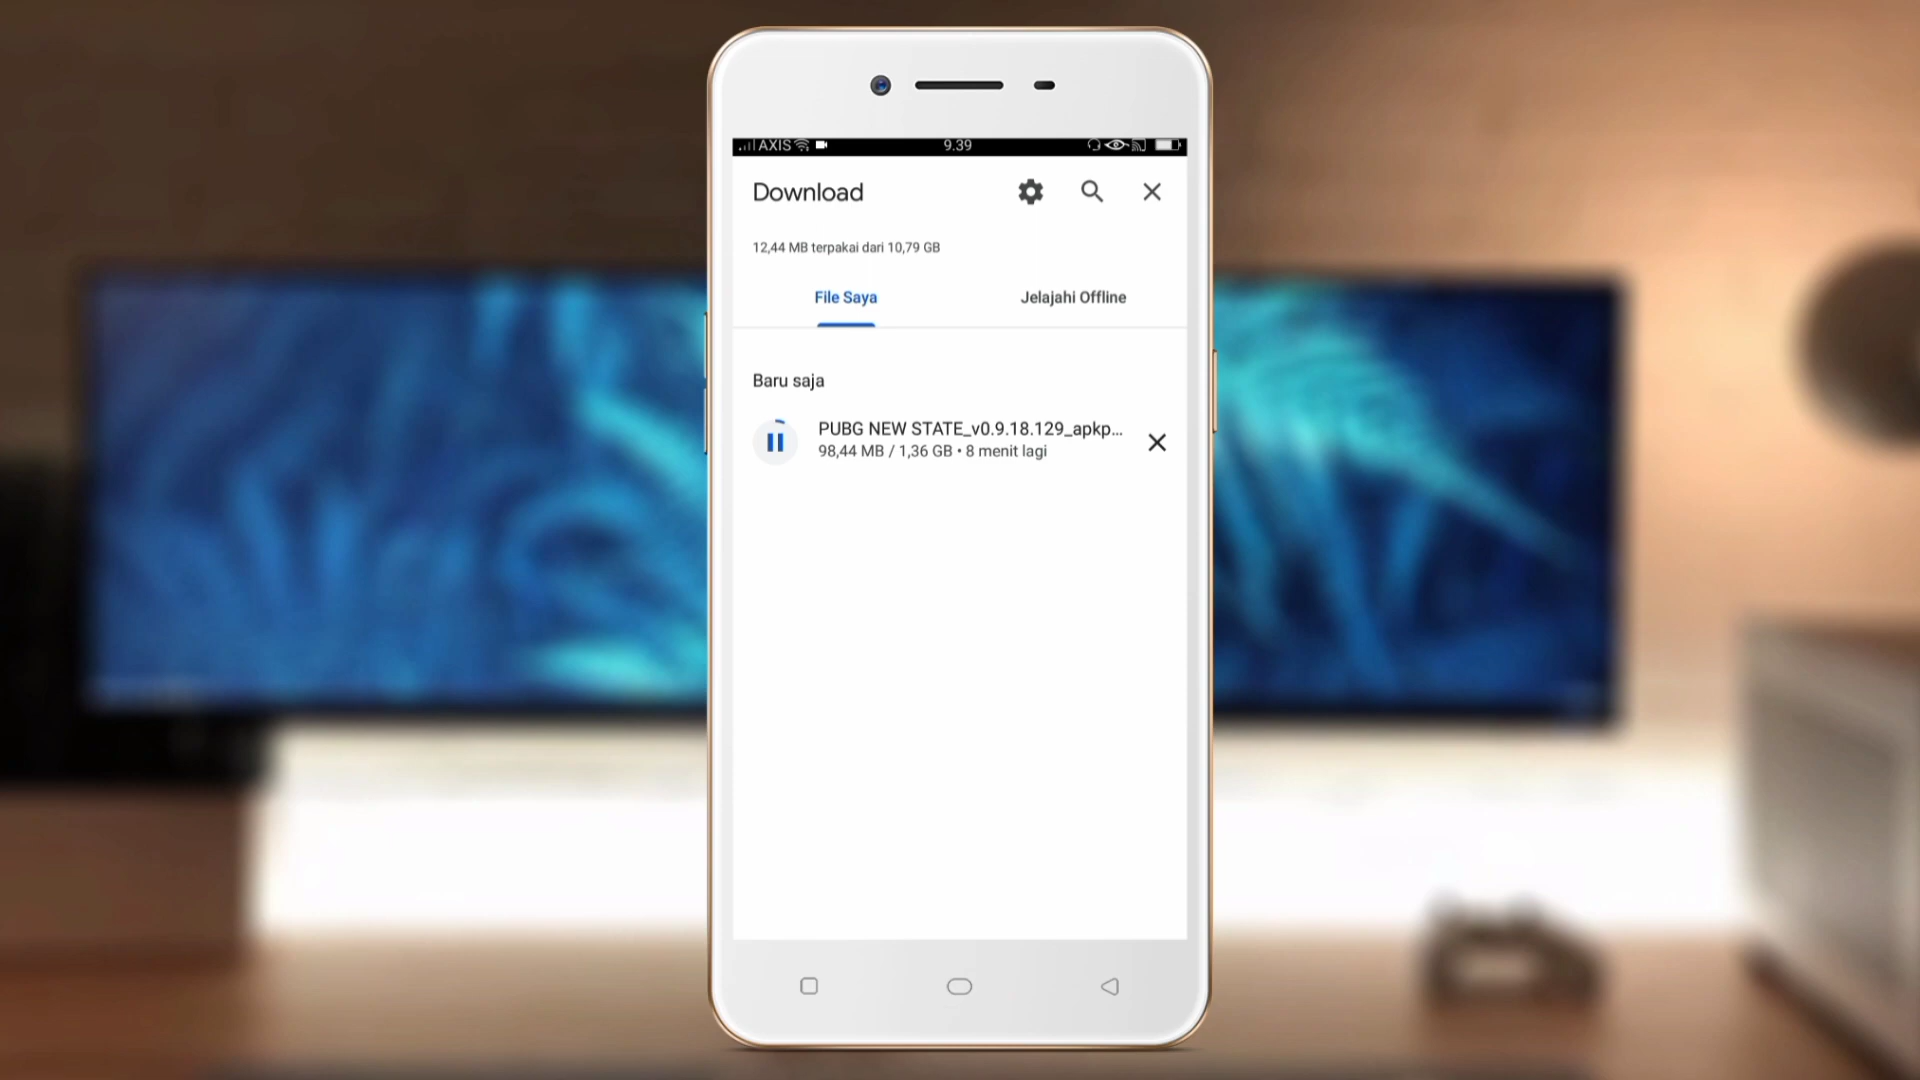 AXIS
9.39
Download
12,44 MB terpakai dari 10,79 GB
File Saya
Jelajahi Offline
Baru saja
PUBG NEW STATE_v0.9.18.129_apkp...
98,44 MB / 1,36 GB • 8 menit lagi